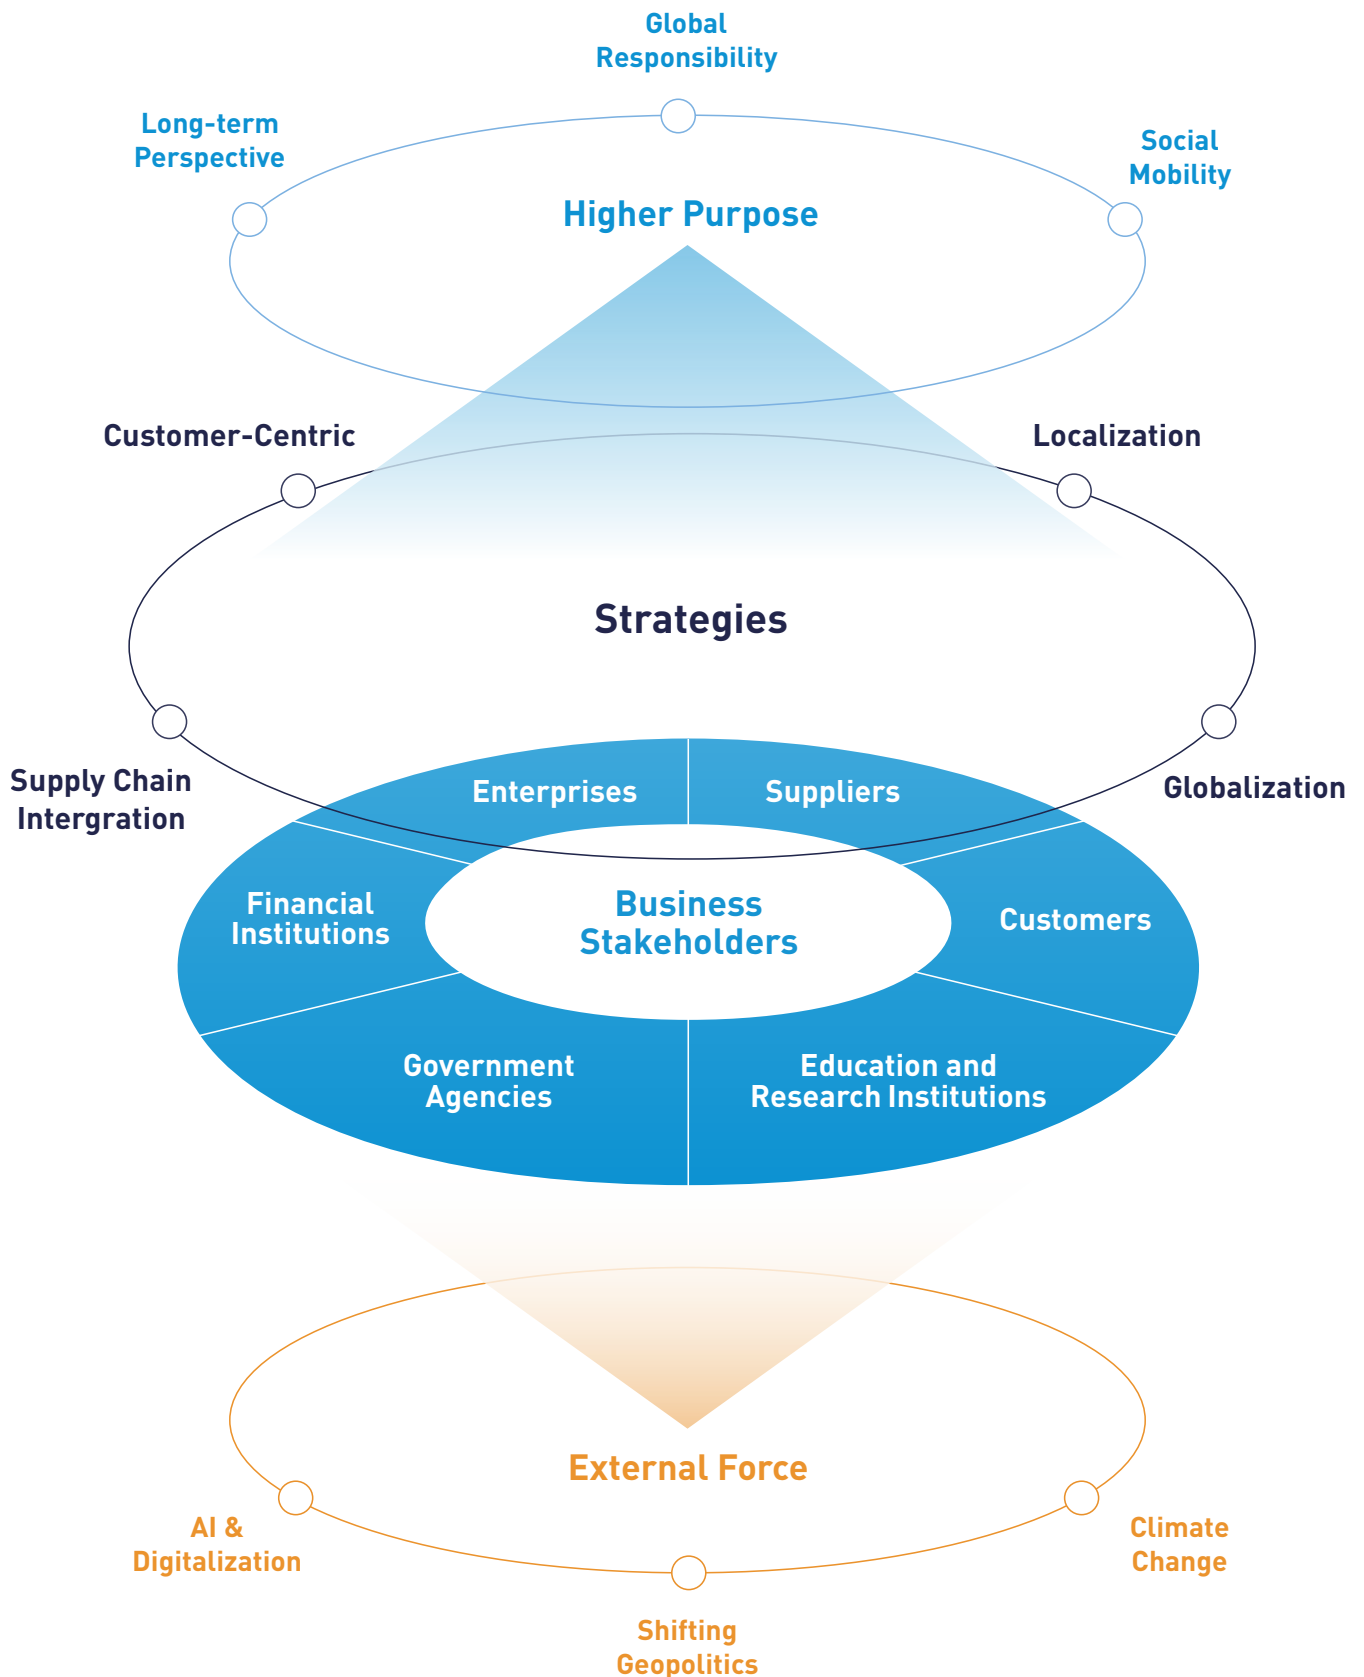 Global
Responsibility
Long-term
Perspective
Social
Mobility
Higher Purpose
Customer-Centric
Localization
Strategies
Supply Chain
Intergration
Globalization
Enterprises
Suppliers
Financial
Institutions
Business
Stakeholders
Customers
Government
Agencies
Education and
Research Institutions
External Force
AI &
Digitalization
Climate
Change
Shifting
Geopolitics